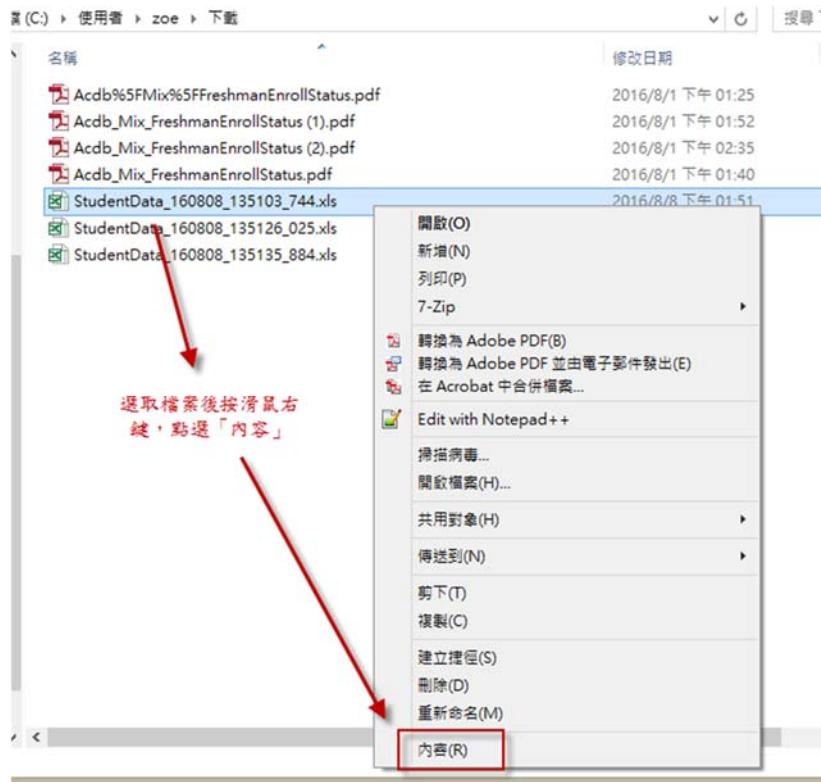 (C:) ▸ 使用者 ▸ zoe ▸ 下載
搜尋
名稱
修改日期
Acdb%5FMix%5FFreshmanEnrollStatus.pdf 2016/8/1 下午 01:25
Acdb_Mix_FreshmanEnrollStatus (1).pdf 2016/8/1 下午 01:52
Acdb_Mix_FreshmanEnrollStatus (2).pdf 2016/8/1 下午 02:35
Acdb_Mix_FreshmanEnrollStatus.pdf 2016/8/1 下午 01:40
StudentData_160808_135103_744.xls 2016/8/8 下午 01:51
StudentData_160808_135126_025.xls
StudentData_160808_135135_884.xls
開啟(O)
新增(N)
列印(P)
7-Zip
轉換為 Adobe PDF(B)
轉換為 Adobe PDF 並由電子郵件發出(E)
在 Acrobat 中合併檔案...
Edit with Notepad++
掃描病毒...
開啟檔案(H)...
共用對象(H)
傳送到(N)
剪下(T)
複製(C)
建立捷徑(S)
刪除(D)
重新命名(M)
內容(R)
選取檔案後按滑鼠右
鍵，點選「內容」